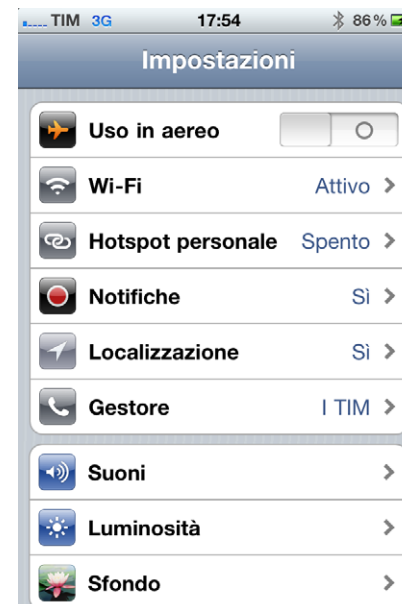 TIM 3G 17:54 86%
Impostazioni
Uso in aereo
Wi-Fi Attivo
Hotspot personale Spento
Notifiche Sì
Localizzazione Sì
Gestore I TIM
Suoni
Luminosità
Sfondo